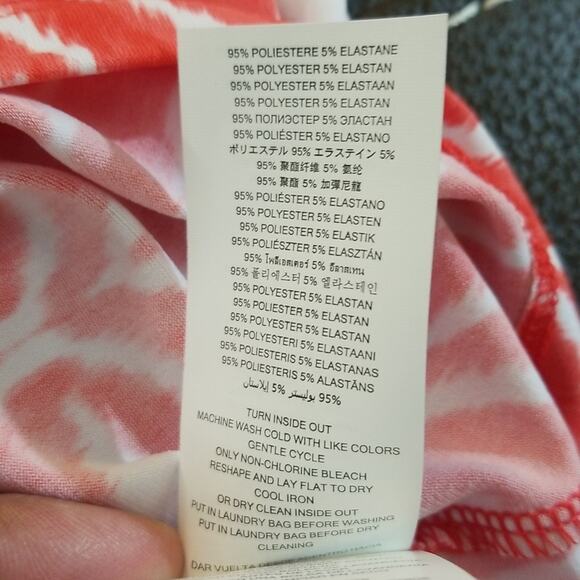 95% POLIESTERE 5% ELASTANE
95% POLYESTER 5% ELASTAN
95% POLYESTER 5% ELASTAAN
95% POLYESTER 5% ELASTAN
95% ПОЛИЭСТЕР 5% ЭЛАСТАН
95% POLIÉSTER 5% ELASTANO
ポリエステル 95% エラステイン 5%
95% 聚酯纤维 5% 氨纶
95% 聚酯 5% 加彈尼龍
95% POLIÉSTER 5% ELASTANO
95% POLYESTER 5% ELASTEN
95% POLIESTER 5% ELASTIK
95% POLIÉSZTER 5% ELASZTÁN
95% โพลีเอสเตอร์ 5% อีลาสเทน
95% 폴리에스터 5% 엘라스테인
95% POLYESTER 5% ELASTAN
95% POLIESTER 5% ELASTAN
95% POLYESTER 5% ELASTAN
95% POLYESTERI 5% ELASTAANI
95% POLIESTERIS 5% ELASTANAS
95% POLIESTERIS 5% ALASTĀNS
95% بوليستر 5% إيلاستان
TURN INSIDE OUT
MACHINE WASH COLD WITH LIKE COLORS
GENTLE CYCLE
ONLY NON-CHLORINE BLEACH
RESHAPE AND LAY FLAT TO DRY
COOL IRON
OR DRY CLEAN INSIDE OUT
PUT IN LAUNDRY BAG BEFORE WASHING
PUT IN LAUNDRY BAG BEFORE DRY
CLEANING
DAR VUELTA